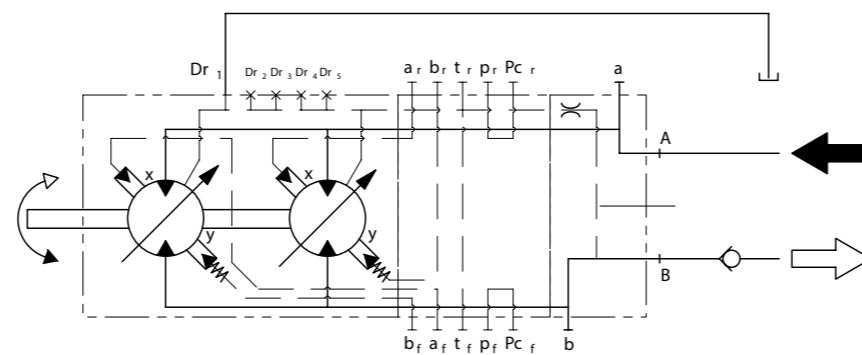 Dr 1 Dr 2 Dr 3 Dr 4 Dr 5 a r b r t r p r Pc r a
A
x x
y y
B
b f a f t f p f Pc f b